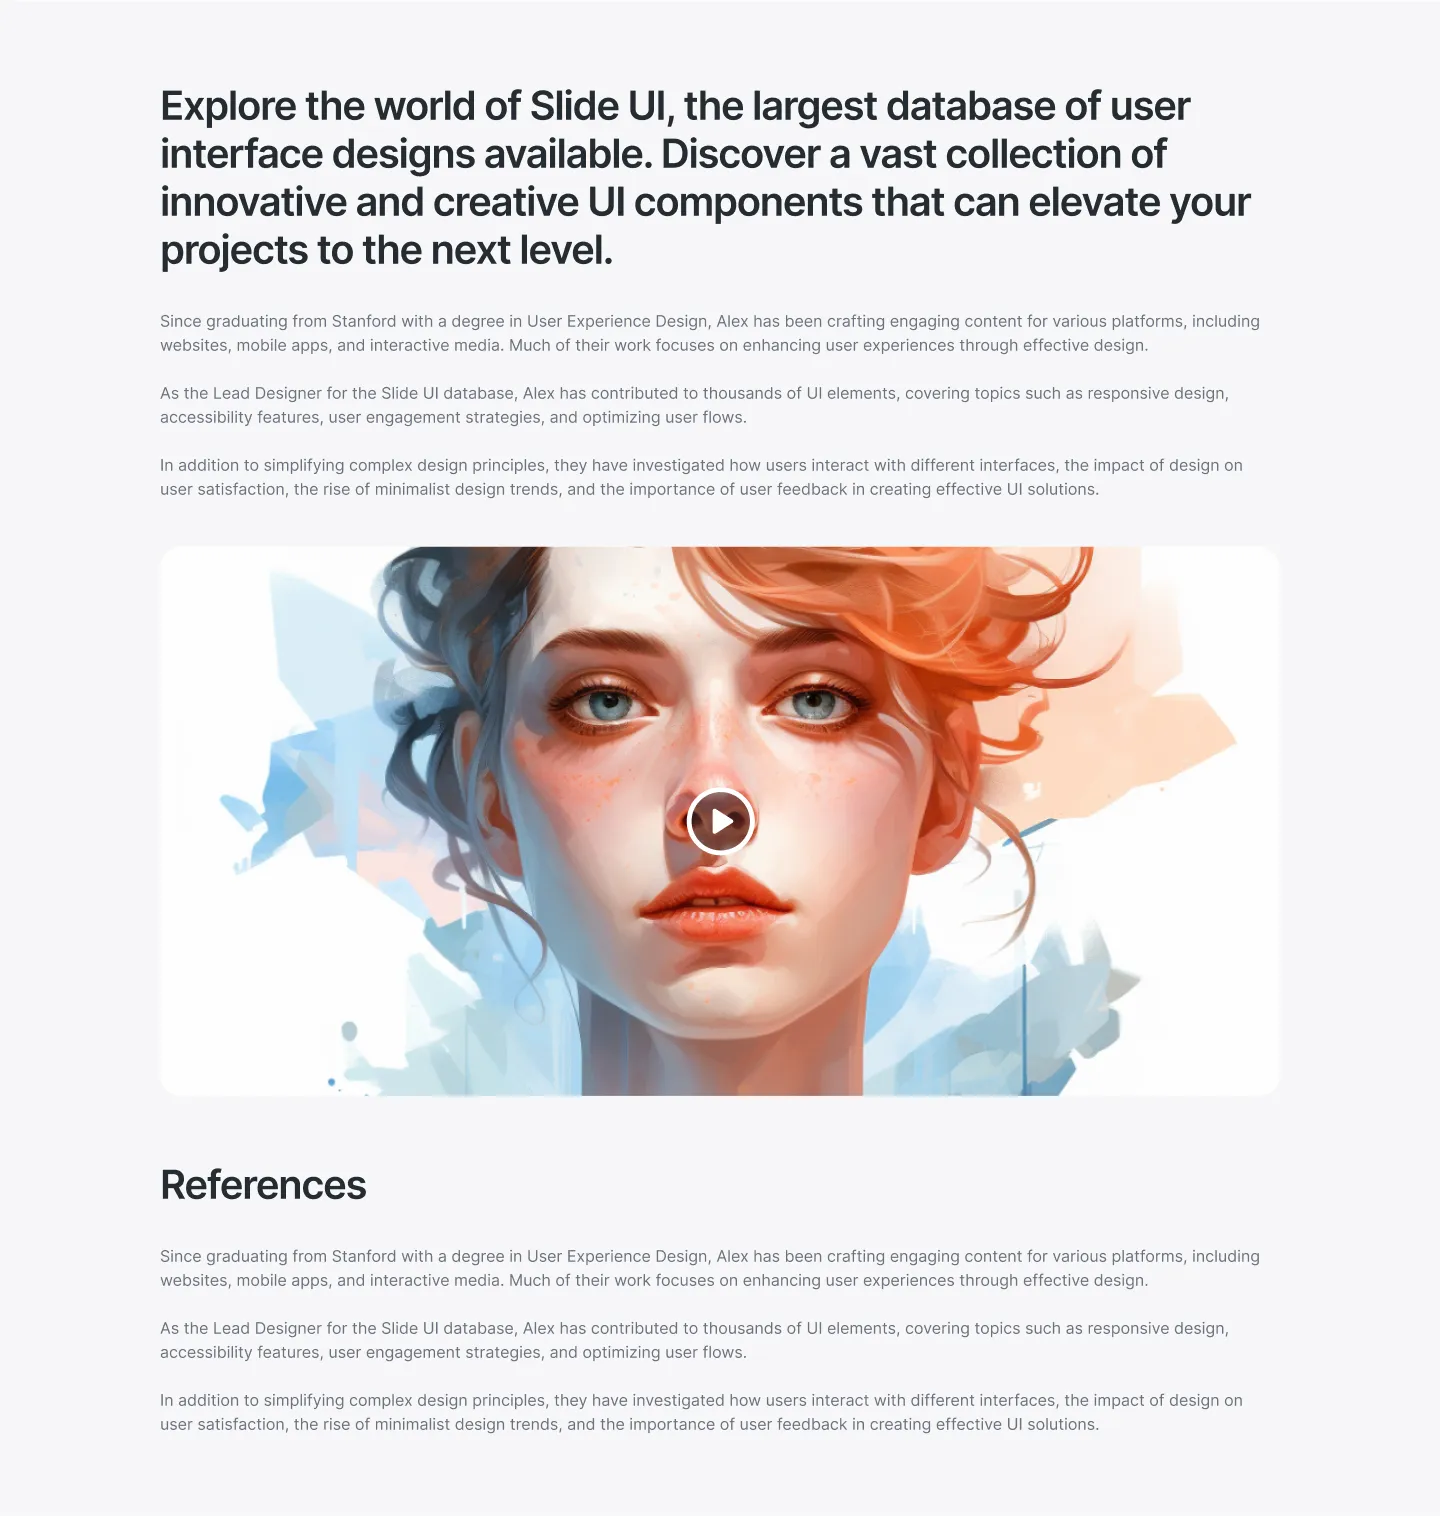 Explore the world of Slide UI, the largest database of user
interface designs available. Discover a vast collection of
innovative and creative UI components that can elevate your
projects to the next level.
Since graduating from Stanford with a degree in User Experience Design, Alex has been crafting engaging content for various platforms, including
websites, mobile apps, and interactive media. Much of their work focuses on enhancing user experiences through effective design.
As the Lead Designer for the Slide UI database, Alex has contributed to thousands of UI elements, covering topics such as responsive design,
accessibility features, user engagement strategies, and optimizing user flows.
In addition to simplifying complex design principles, they have investigated how users interact with different interfaces, the impact of design on
user satisfaction, the rise of minimalist design trends, and the importance of user feedback in creating effective UI solutions.
References
Since graduating from Stanford with a degree in User Experience Design, Alex has been crafting engaging content for various platforms, including
websites, mobile apps, and interactive media. Much of their work focuses on enhancing user experiences through effective design.
As the Lead Designer for the Slide UI database, Alex has contributed to thousands of UI elements, covering topics such as responsive design,
accessibility features, user engagement strategies, and optimizing user flows.
In addition to simplifying complex design principles, they have investigated how users interact with different interfaces, the impact of design on
user satisfaction, the rise of minimalist design trends, and the importance of user feedback in creating effective UI solutions.